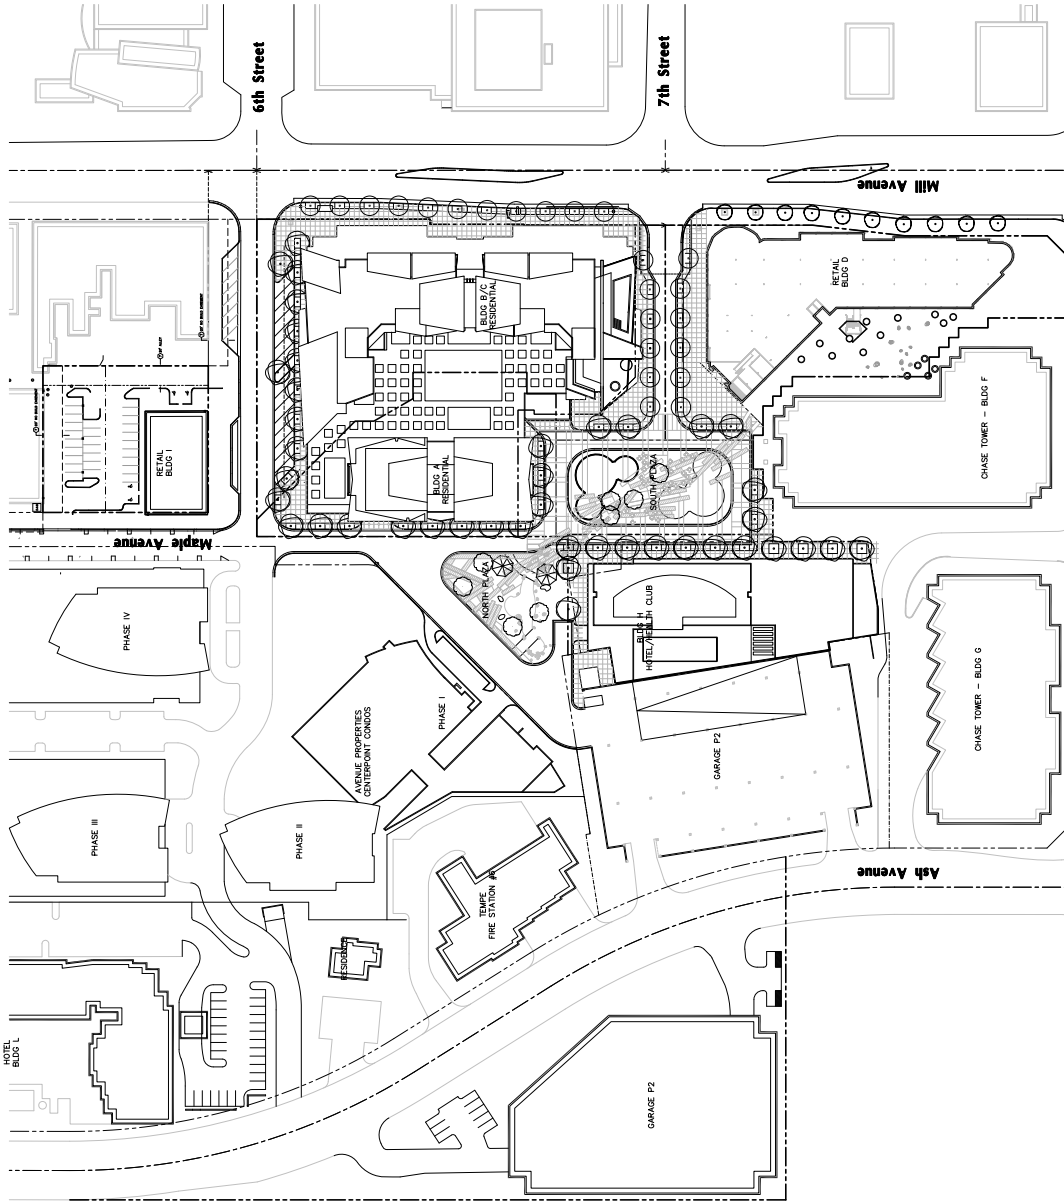 6th Street
7th Street
Mill Avenue
RETAIL
BLDG D
BLDG B/C
RESIDENTIAL
CHASE TOWER - BLDG F
RETAIL
BLDG I
BLDG A
RESIDENTIAL
SOUTH PLAZA
Maple Avenue
NORTH PLAZA
PHASE IV
BLDG H
HOTEL/HEALTH CLUB
CHASE TOWER - BLDG G
PHASE I
AVENUE PROPERTIES
CENTERPOINT CONDOS
GARAGE P2
PHASE III
PHASE II
Ash Avenue
TEMPE
FIRE STATION #6
RESIDENCE
HOTEL
BLDG L
GARAGE P2